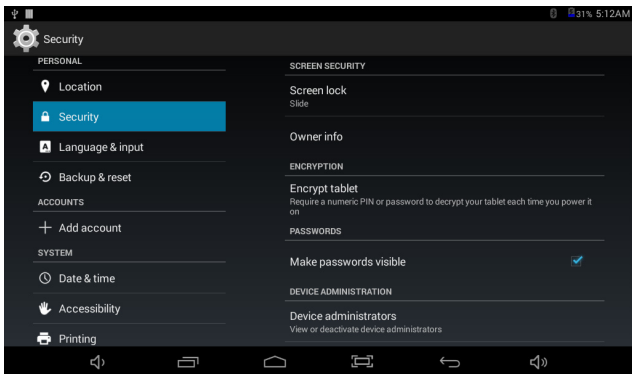 31% 5:12AM
Security
PERSONAL
Location
Security
Language & input
Backup & reset
ACCOUNTS
Add account
SYSTEM
Date & time
Accessibility
Printing
SCREEN SECURITY
Screen lock
Slide
Owner info
ENCRYPTION
Encrypt tablet
Require a numeric PIN or password to decrypt your tablet each time you power it
on
PASSWORDS
Make passwords visible
DEVICE ADMINISTRATION
Device administrators
View or deactivate device administrators